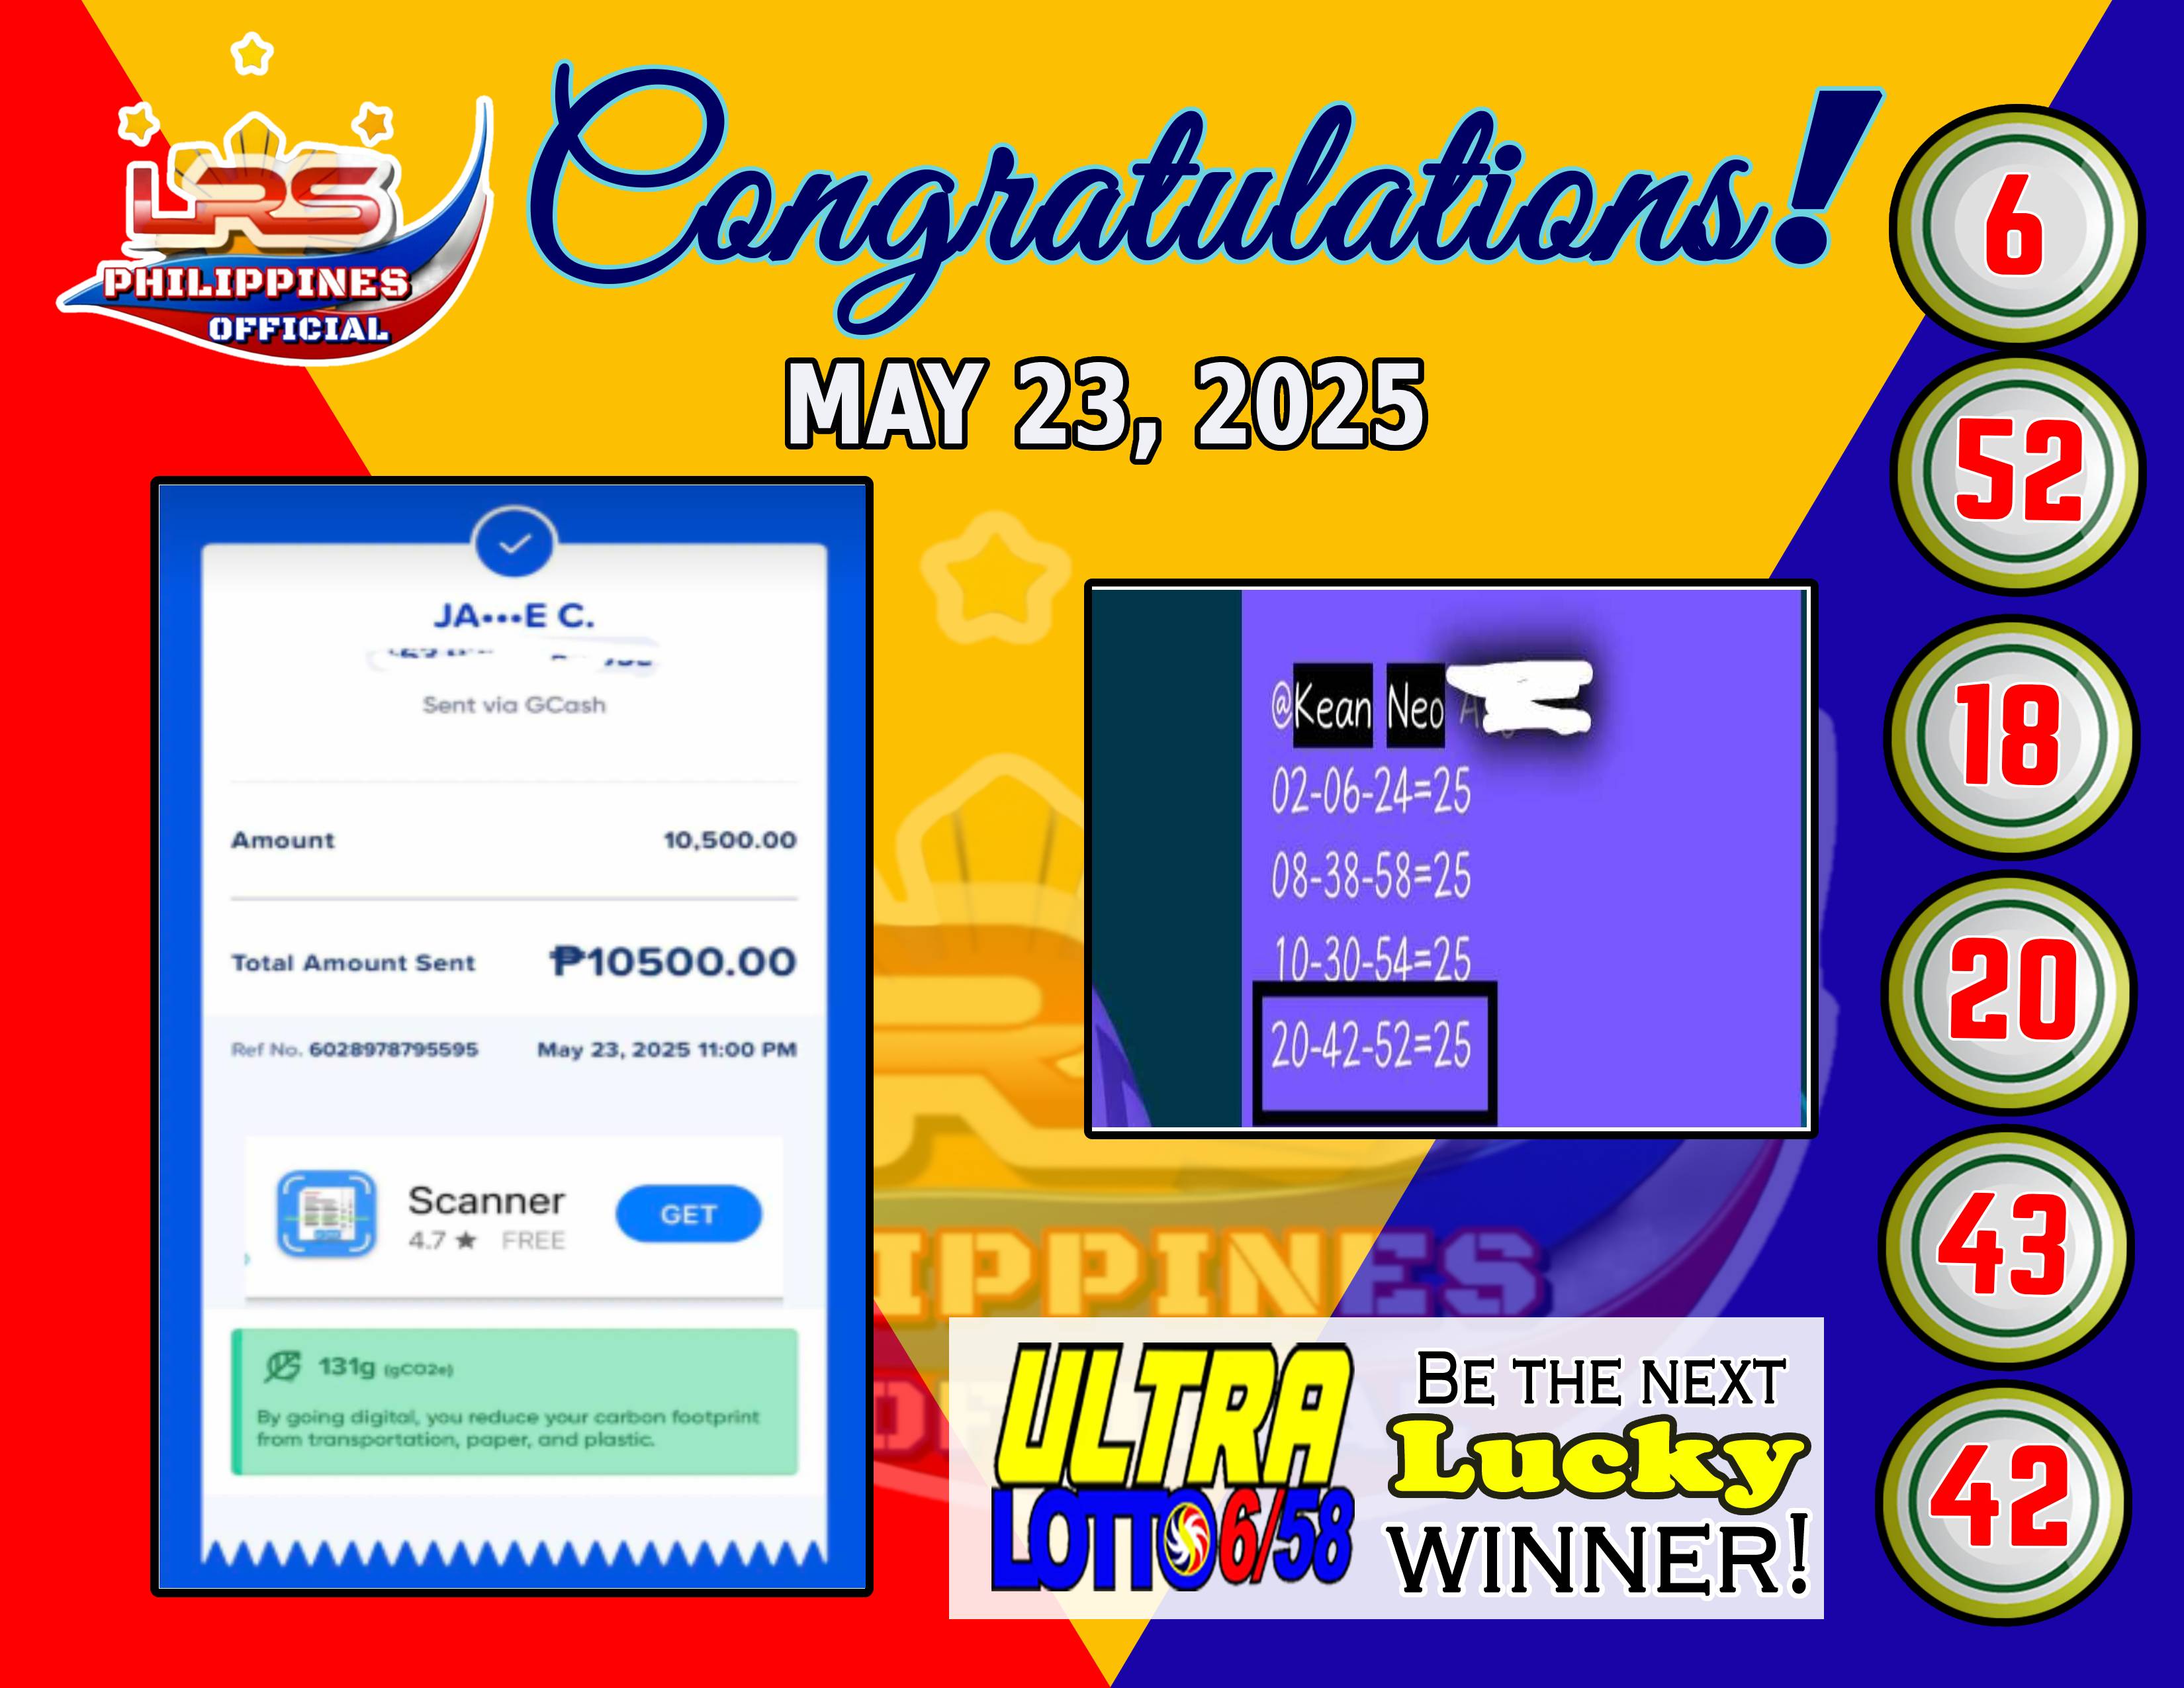 LRS
PHILIPPINES
OFFICIAL
Congratulations!
MAY 23, 2025
JA•••E C.
Sent via GCash
Amount 10,500.00
Total Amount Sent ₱10500.00
Ref No. 6028978795595 May 23, 2025 11:00 PM
Scanner
4.7 ★ FREE
GET
131g (gCO2e)
By going digital, you reduce your carbon footprint
from transportation, paper, and plastic.
@Kean Neo
02-06-24=25
08-38-58=25
10-30-54=25
20-42-52=25
ULTRA
LOTTO 6/58
BE THE NEXT
Lucky
WINNER!
6
52
18
20
43
42